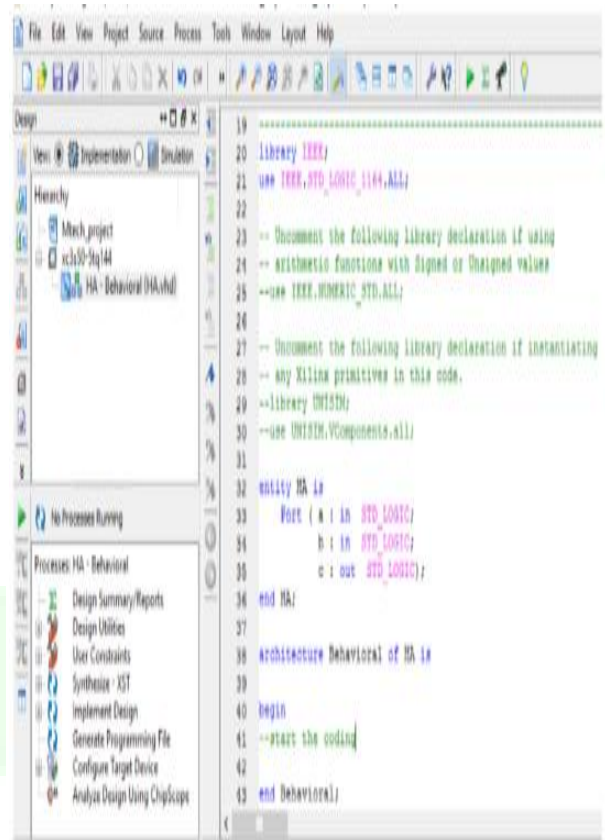 File Edit View Project Source Process Tools Window Layout Help
Design
View: Implementation Simulation
Hierarchy
Mtech_project
xc3s50-5tq144
HA - Behavioral (HA.vhd)
No Processes Running
Processes: HA - Behavioral
Design Summary/Reports
Design Utilities
User Constraints
Synthesize - XST
Implement Design
Generate Programming File
Configure Target Device
Analyze Design Using ChipScope
19 ----------------------------------------------------------------------------------
20 library IEEE;
21 use IEEE.STD_LOGIC_1164.ALL;
22
23 -- Uncomment the following library declaration if using
24 -- arithmetic functions with Signed or Unsigned values
25 --use IEEE.NUMERIC_STD.ALL;
26
27 -- Uncomment the following library declaration if instantiating
28 -- any Xilinx primitives in this code.
29 --library UNISIM;
30 --use UNISIM.VComponents.all;
31
32 entity HA is
33 Port ( a : in STD_LOGIC;
34 b : in STD_LOGIC;
35 c : out STD_LOGIC);
36 end HA;
37
38 architecture Behavioral of HA is
39
40 begin
41 --start the coding
42
43 end Behavioral;